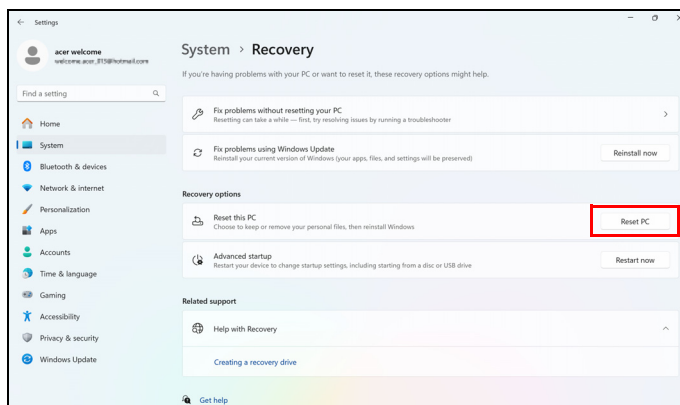 Settings
acer welcome
welcome.acer_015@hotmail.com
Find a setting
Home
System
Bluetooth & devices
Network & internet
Personalization
Apps
Accounts
Time & language
Gaming
Accessibility
Privacy & security
Windows Update
System > Recovery
If you're having problems with your PC or want to reset it, these recovery options might help.
Fix problems without resetting your PC
Resetting can take a while — first, try resolving issues by running a troubleshooter
Fix problems using Windows Update
Reinstall your current version of Windows (your apps, files, and settings will be preserved)
Reinstall now
Recovery options
Reset this PC
Choose to keep or remove your personal files, then reinstall Windows
Reset PC
Advanced startup
Restart your device to change startup settings, including starting from a disc or USB drive
Restart now
Related support
Help with Recovery
Creating a recovery drive
Get help